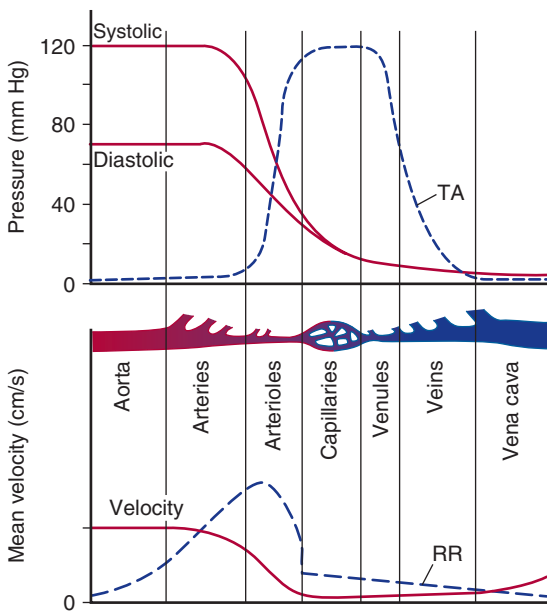 Pressure (mm Hg)
120
80
40
0
Systolic
Diastolic
TA
Aorta
Arteries
Arterioles
Capillaries
Venules
Veins
Vena cava
Mean velocity (cm/s)
0
Velocity
RR